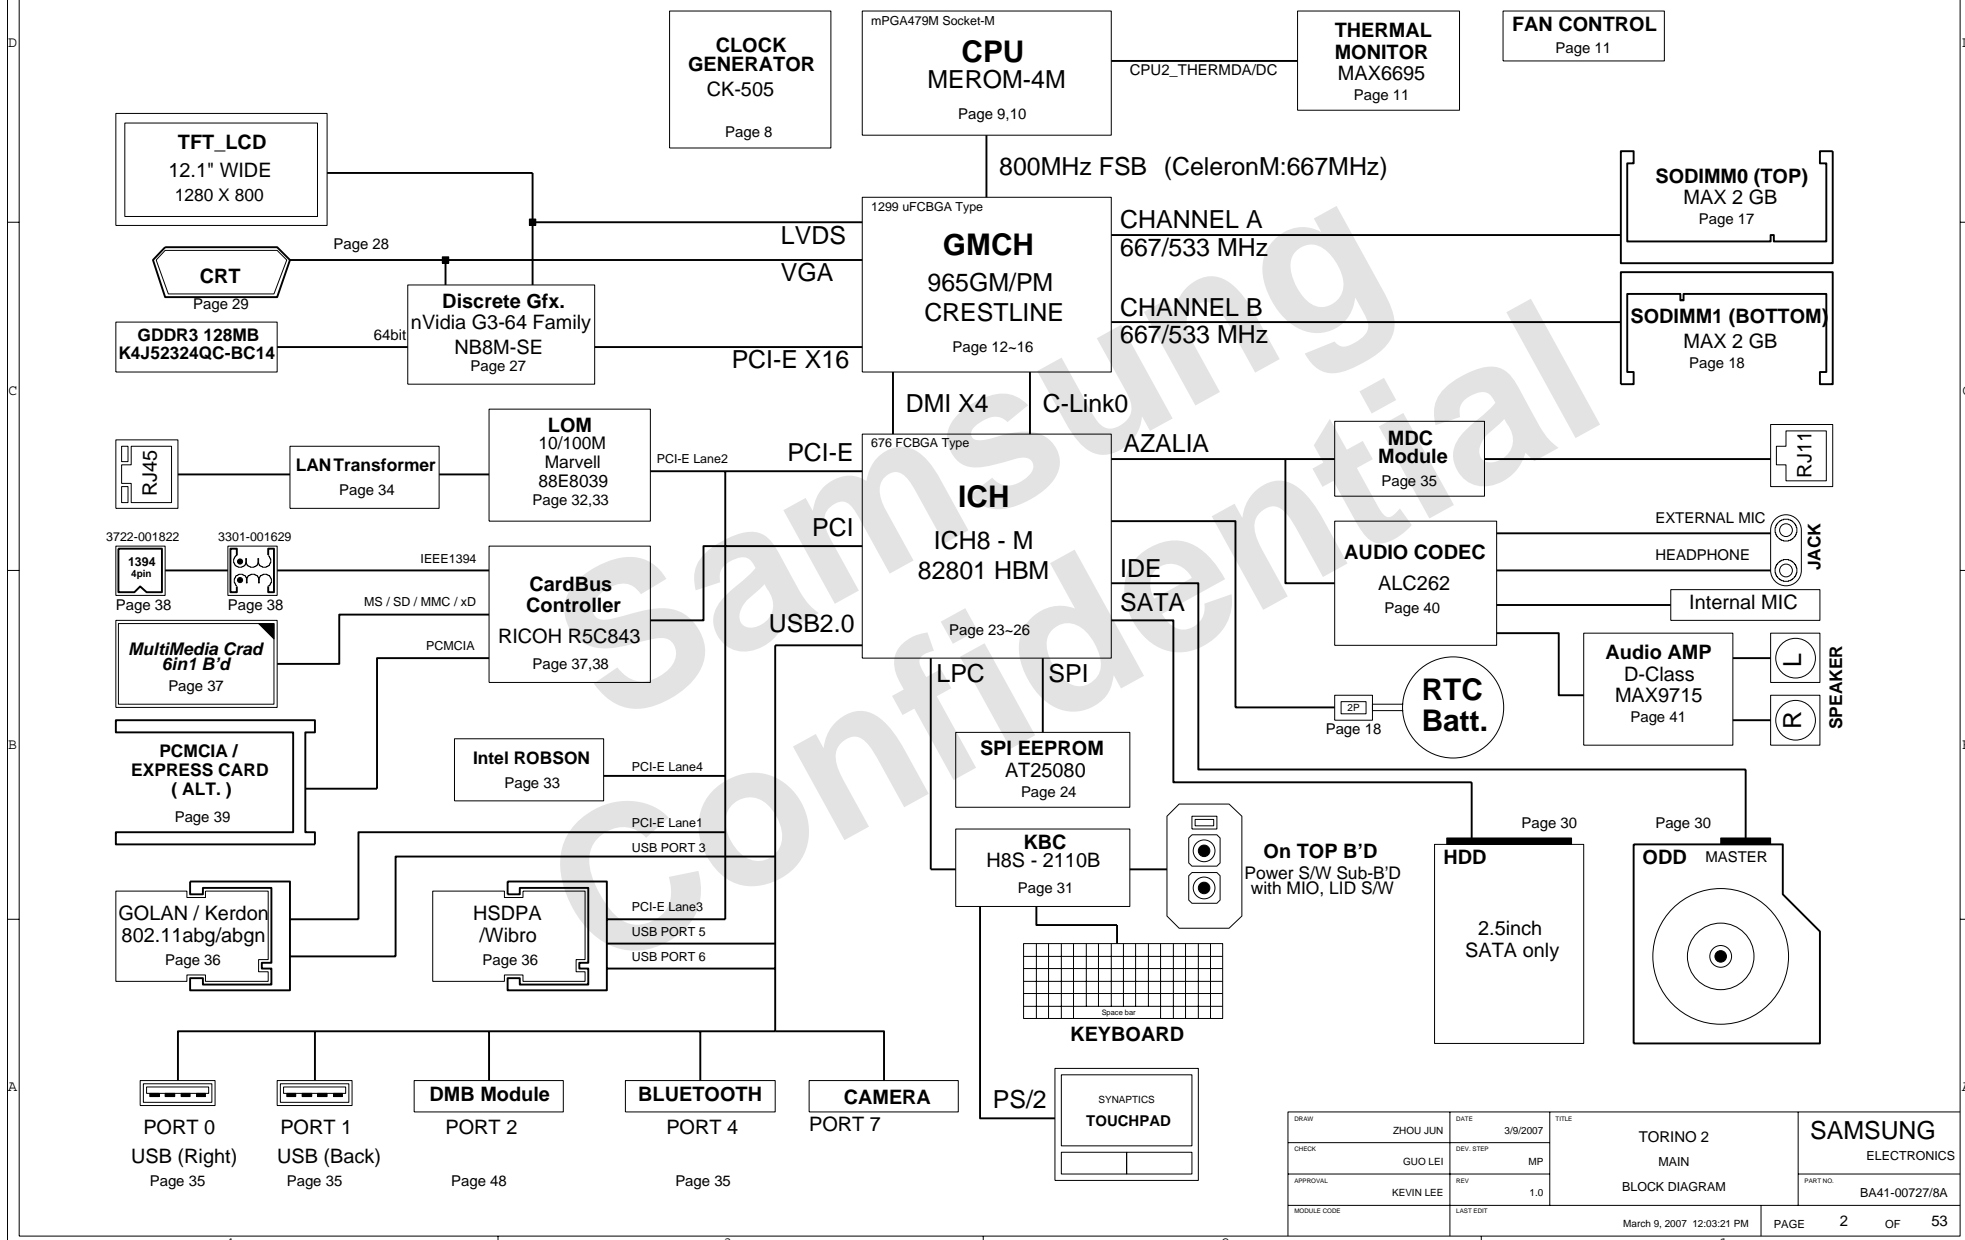 mPGA479M Socket-M
CPU
MEROM-4M
Page 9,10
CLOCK
GENERATOR
CK-505
Page 8
CPU2_THERMDA/DC
THERMAL
MONITOR
MAX6695
Page 11
FAN CONTROL
Page 11
D
TFT_LCD
12.1" WIDE
1280 X 800
800MHz FSB (CeleronM:667MHz)
SODIMM0 (TOP)
MAX 2 GB
Page 17
1299 uFCBGA Type
GMCH
965GM/PM
CRESTLINE
Page 12~16
LVDS
VGA
PCI-E X16
CHANNEL A
667/533 MHz
CHANNEL B
667/533 MHz
SODIMM1 (BOTTOM)
MAX 2 GB
Page 18
Page 28
CRT
Page 29
Discrete Gfx.
nVidia G3-64 Family
NB8M-SE
Page 27
64bit
GDDR3 128MB
K4J52324QC-BC14
C
DMI X4
C-Link0
RJ45
LAN Transformer
Page 34
LOM
10/100M
Marvell
88E8039
Page 32,33
PCI-E Lane2
PCI-E
PCI
USB2.0
676 FCBGA Type
ICH
ICH8 - M
82801 HBM
Page 23~26
AZALIA
IDE
SATA
LPC
SPI
MDC
Module
Page 35
RJ11
AUDIO CODEC
ALC262
Page 40
EXTERNAL MIC
HEADPHONE
JACK
Internal MIC
Audio AMP
D-Class
MAX9715
Page 41
L
R
SPEAKER
3722-001822
1394
4pin
Page 38
3301-001629
Page 38
IEEE1394
MS / SD / MMC / xD
PCMCIA
CardBus
Controller
RICOH R5C843
Page 37,38
MultiMedia Crad
6in1 B'd
Page 37
2P
Page 18
RTC
Batt.
B
PCMCIA /
EXPRESS CARD
( ALT. )
Page 39
Intel ROBSON
Page 33
PCI-E Lane4
SPI EEPROM
AT25080
Page 24
PCI-E Lane1
USB PORT 3
KBC
H8S - 2110B
Page 31
On TOP B'D
Power S/W Sub-B'D
with MIO, LID S/W
Page 30
HDD
2.5inch
SATA only
Page 30
ODD MASTER
GOLAN / Kerdon
802.11abg/abgn
Page 36
HSDPA
/Wibro
Page 36
PCI-E Lane3
USB PORT 5
USB PORT 6
Space bar
KEYBOARD
A
PORT 0
USB (Right)
Page 35
PORT 1
USB (Back)
Page 35
DMB Module
PORT 2
Page 48
BLUETOOTH
PORT 4
Page 35
CAMERA
PORT 7
PS/2
SYNAPTICS
TOUCHPAD
DRAW
ZHOU JUN
DATE
3/9/2007
TITLE
TORINO 2
MAIN
BLOCK DIAGRAM
SAMSUNG
ELECTRONICS
CHECK
GUO LEI
DEV. STEP
MP
APPROVAL
KEVIN LEE
REV
1.0
PART NO.
BA41-00727/8A
MODULE CODE
LAST EDIT
March 9, 2007 12:03:21 PM
PAGE 2 OF 53
Samsung
Confidential